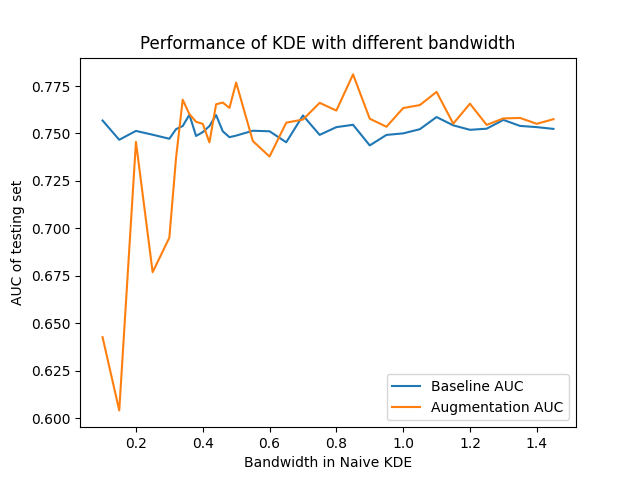 Performance of KDE with different bandwidth
AUC of testing set
0.775
0.750
0.725
0.700
0.675
0.650
0.625
0.600
Baseline AUC
Augmentation AUC
0.2 0.4 0.6 0.8 1.0 1.2 1.4
Bandwidth in Naive KDE